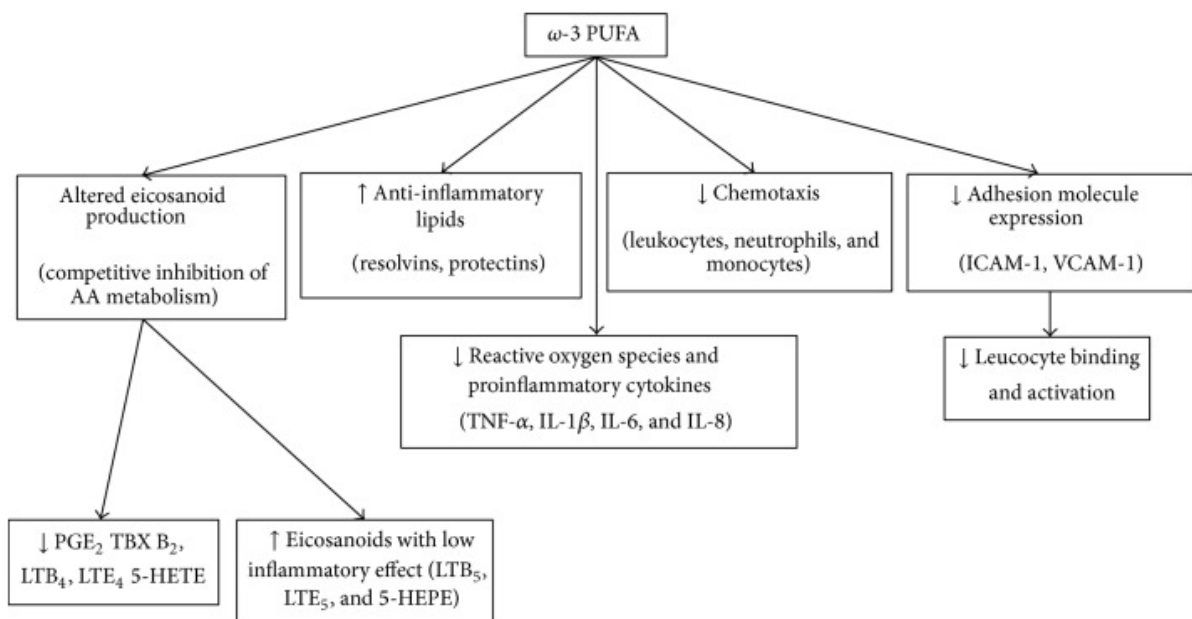 ω-3 PUFA
Altered eicosanoid
production
(competitive inhibition of
AA metabolism)
↑ Anti-inflammatory
lipids
(resolvins, protectins)
↓ Chemotaxis
(leukocytes, neutrophils, and
monocytes)
↓ Adhesion molecule
expression
(ICAM-1, VCAM-1)
↓ Reactive oxygen species and
proinflammatory cytokines
(TNF-α, IL-1β, IL-6, and IL-8)
↓ Leucocyte binding
and activation
↓ PGE₂ TBX B₂,
LTB₄, LTE₄ 5-HETE
↑ Eicosanoids with low
inflammatory effect (LTB₅,
LTE₅, and 5-HEPE)